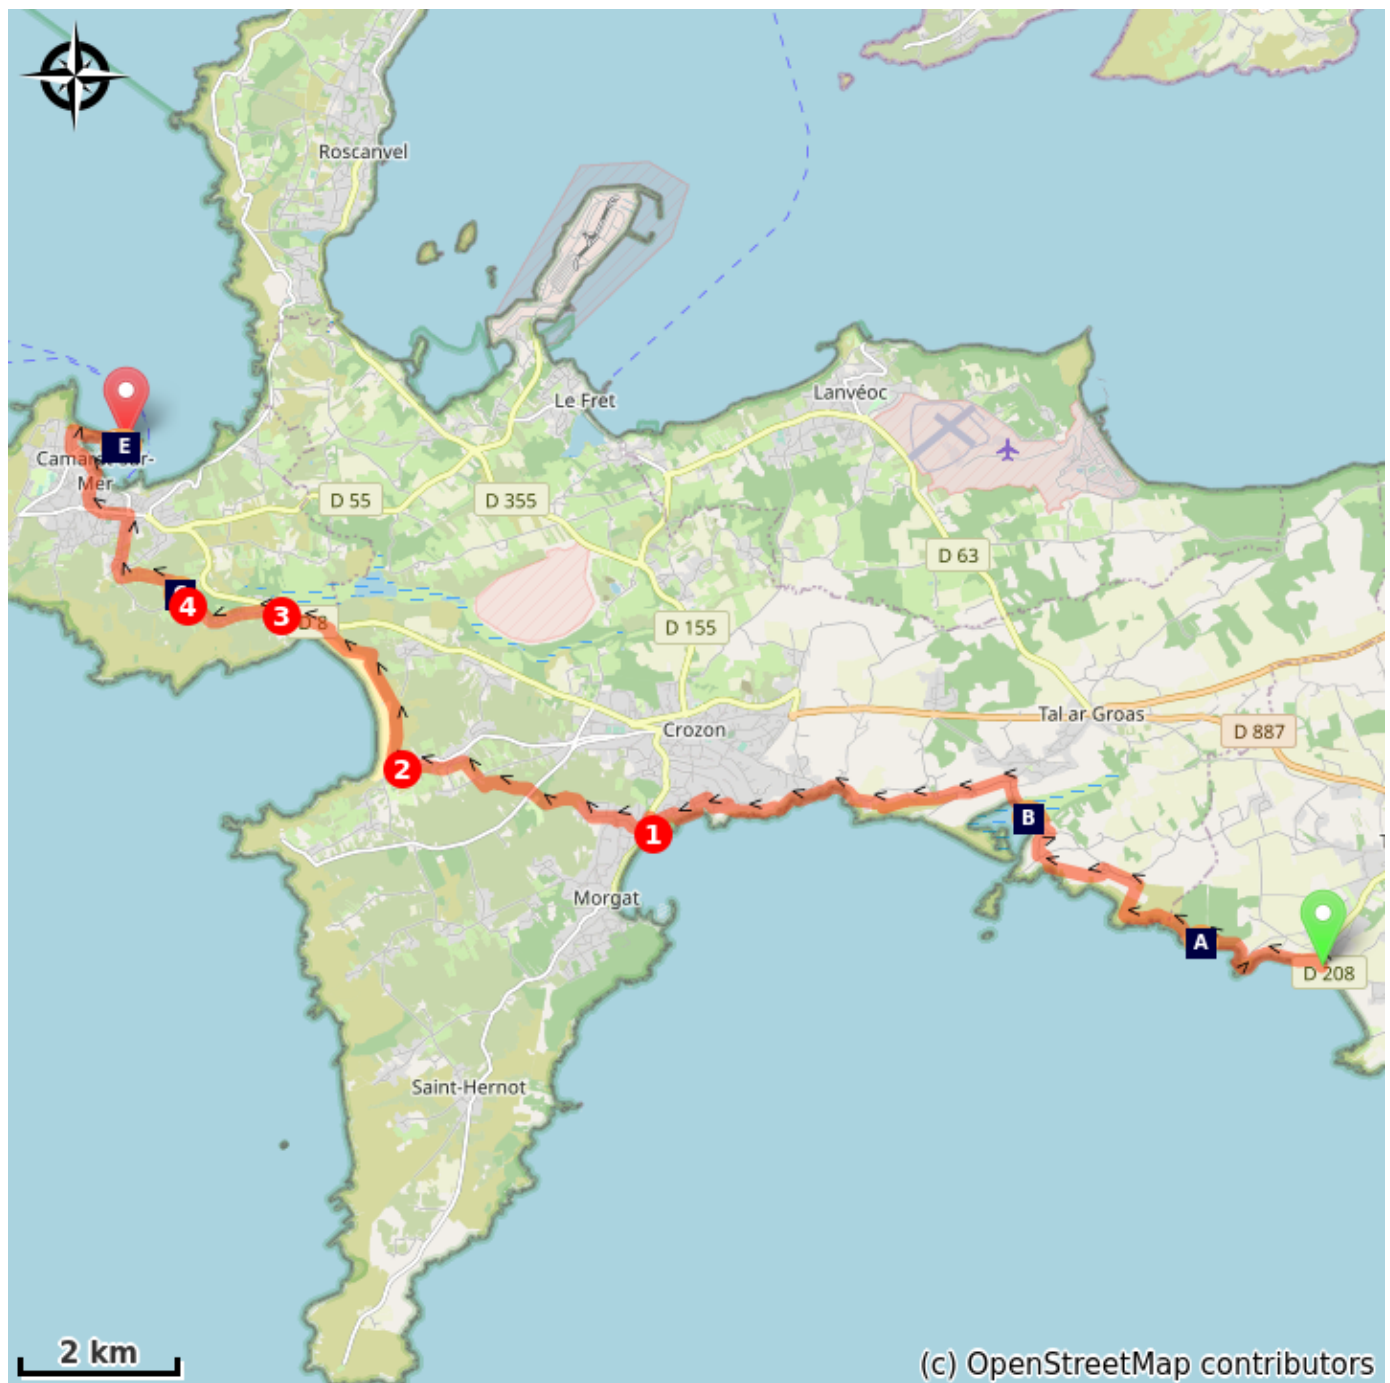 Roscanvel
Le Fret
Lanvéoc
E
Mer
D 55
D 355
D 63
4
3
D 8
D 155
Crozon
Tal ar Groas
D 887
2
1
B
Morgat
A
D 208
Saint-Hernot
2 km
(c) OpenStreetMap contributors